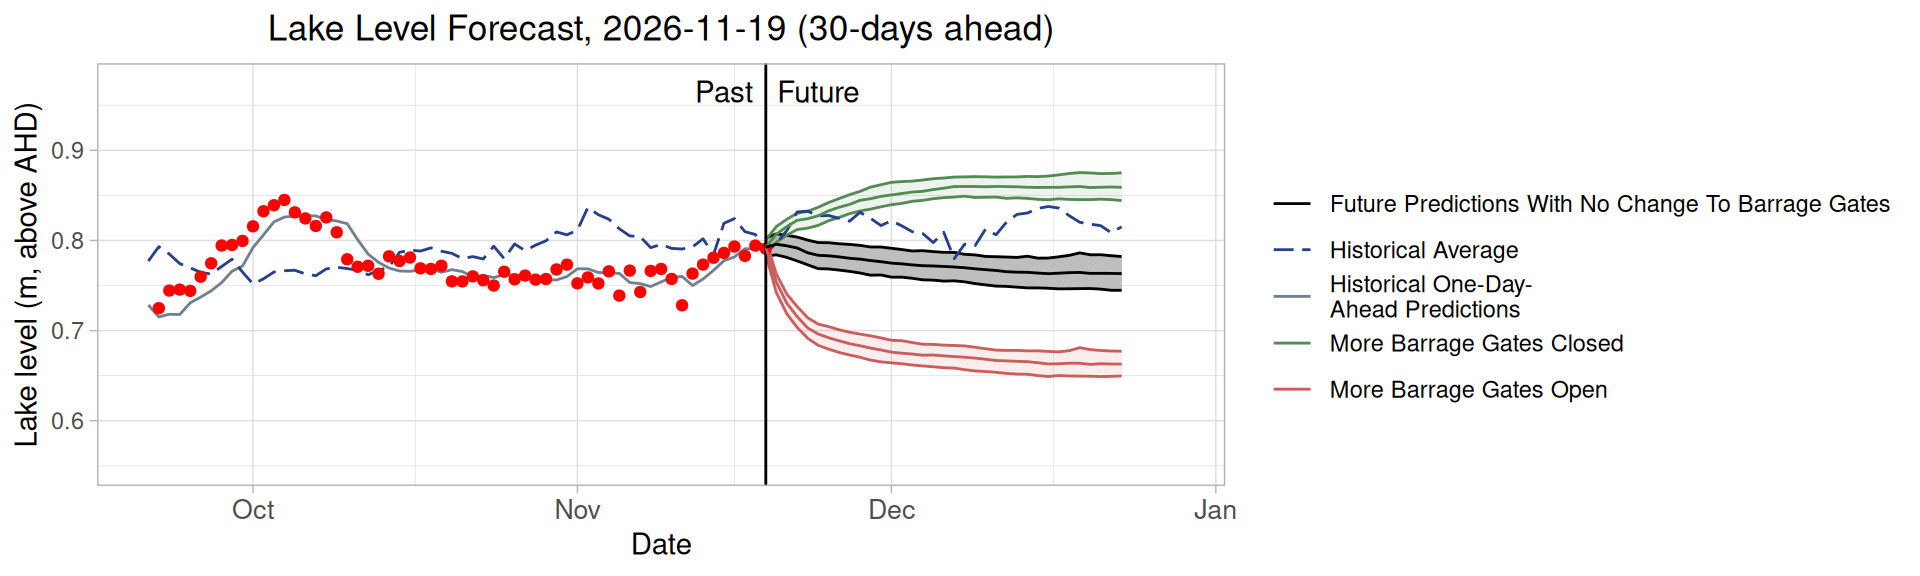 Lake Level Forecast, 2026-11-19 (30-days ahead)
Past
Future
Lake level (m, above AHD)
0.9
0.8
0.7
0.6
Oct
Nov
Dec
Jan
Date
Future Predictions With No Change To Barrage Gates
Historical Average
Historical One-Day-
Ahead Predictions
More Barrage Gates Closed
More Barrage Gates Open